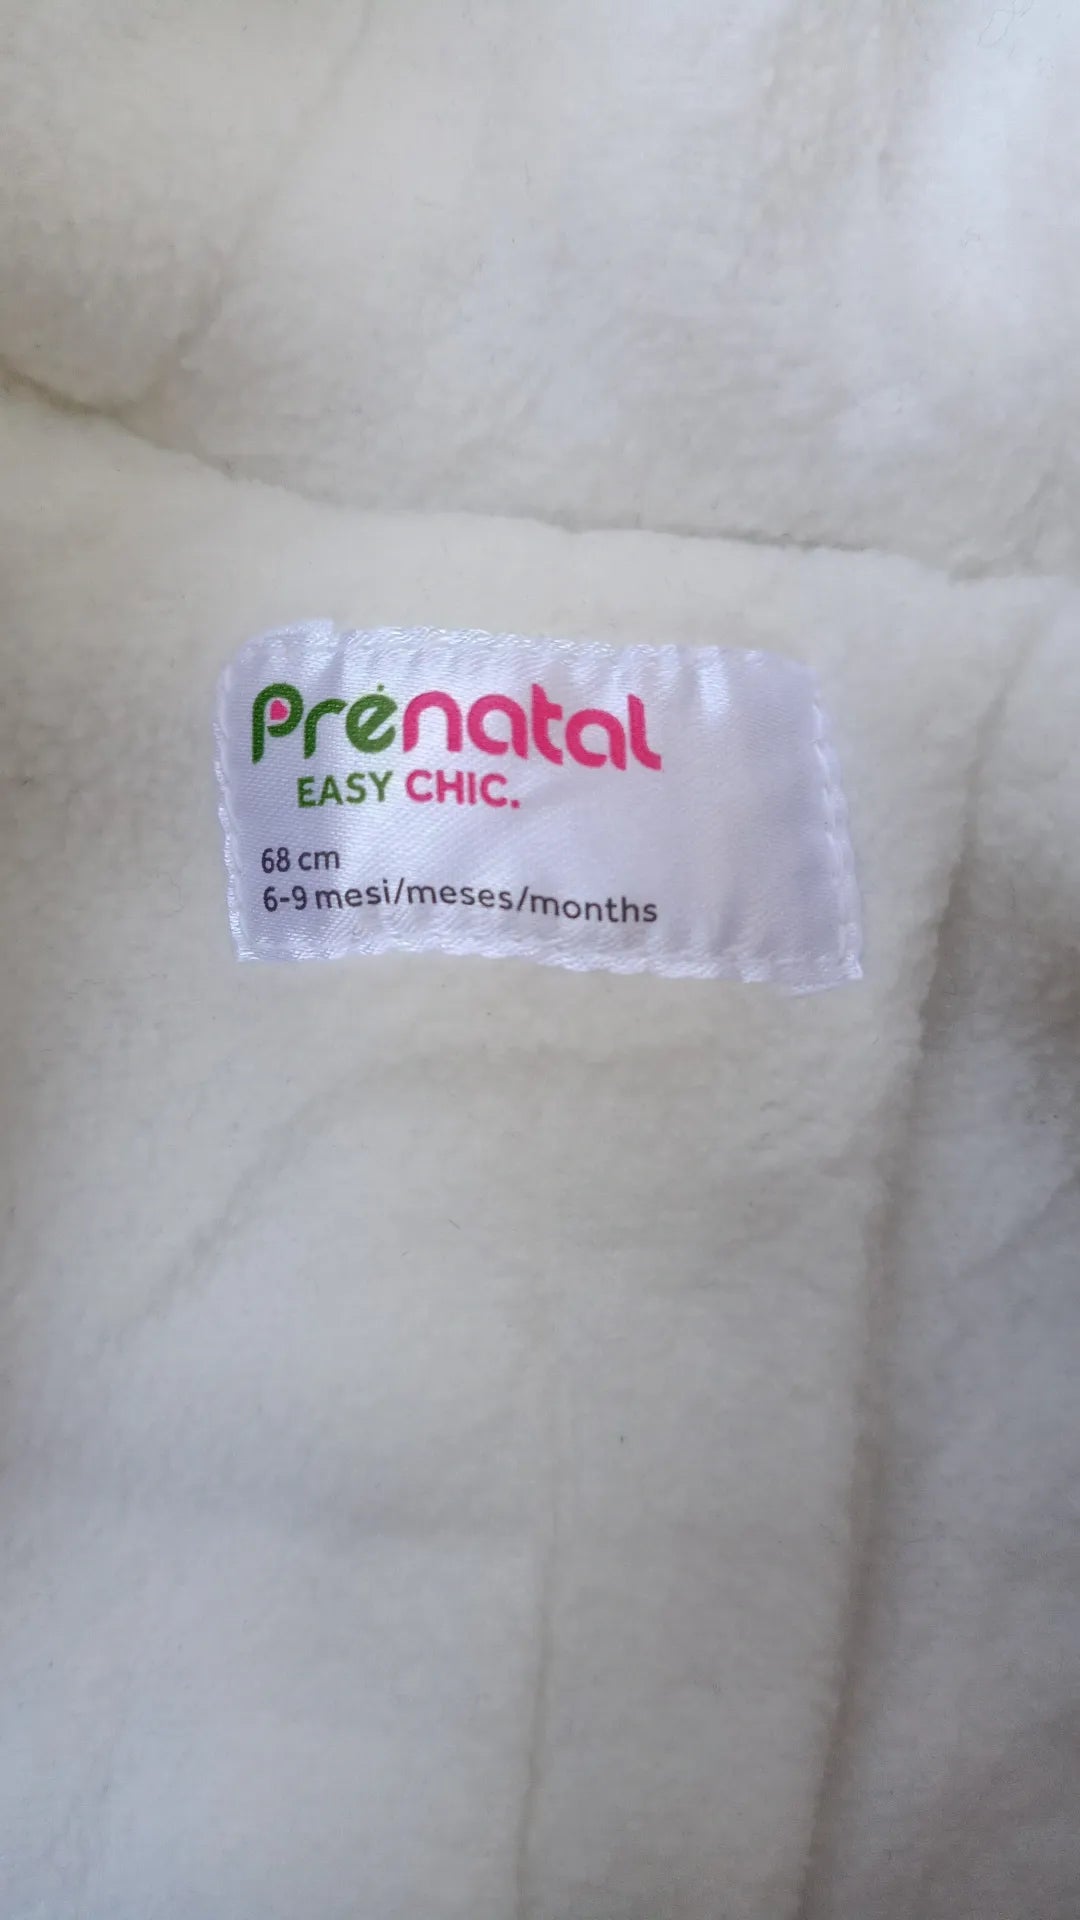 Prénatal
EASY CHIC.
68 cm
6-9 mesi/meses/months